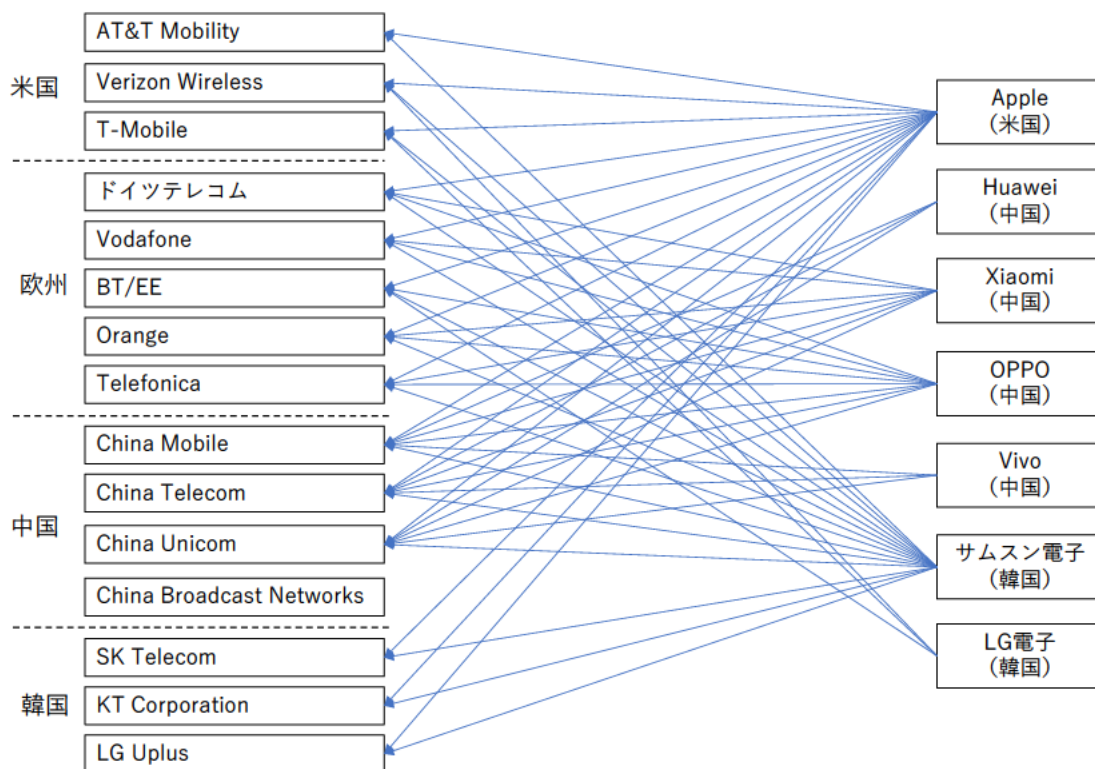 米国
AT&T Mobility
Verizon Wireless
T-Mobile
欧州
ドイツテレコム
Vodafone
BT/EE
Orange
Telefonica
中国
China Mobile
China Telecom
China Unicom
China Broadcast Networks
韓国
SK Telecom
KT Corporation
LG Uplus
Apple
（米国）
Huawei
（中国）
Xiaomi
（中国）
OPPO
（中国）
Vivo
（中国）
サムスン電子
（韓国）
LG電子
（韓国）